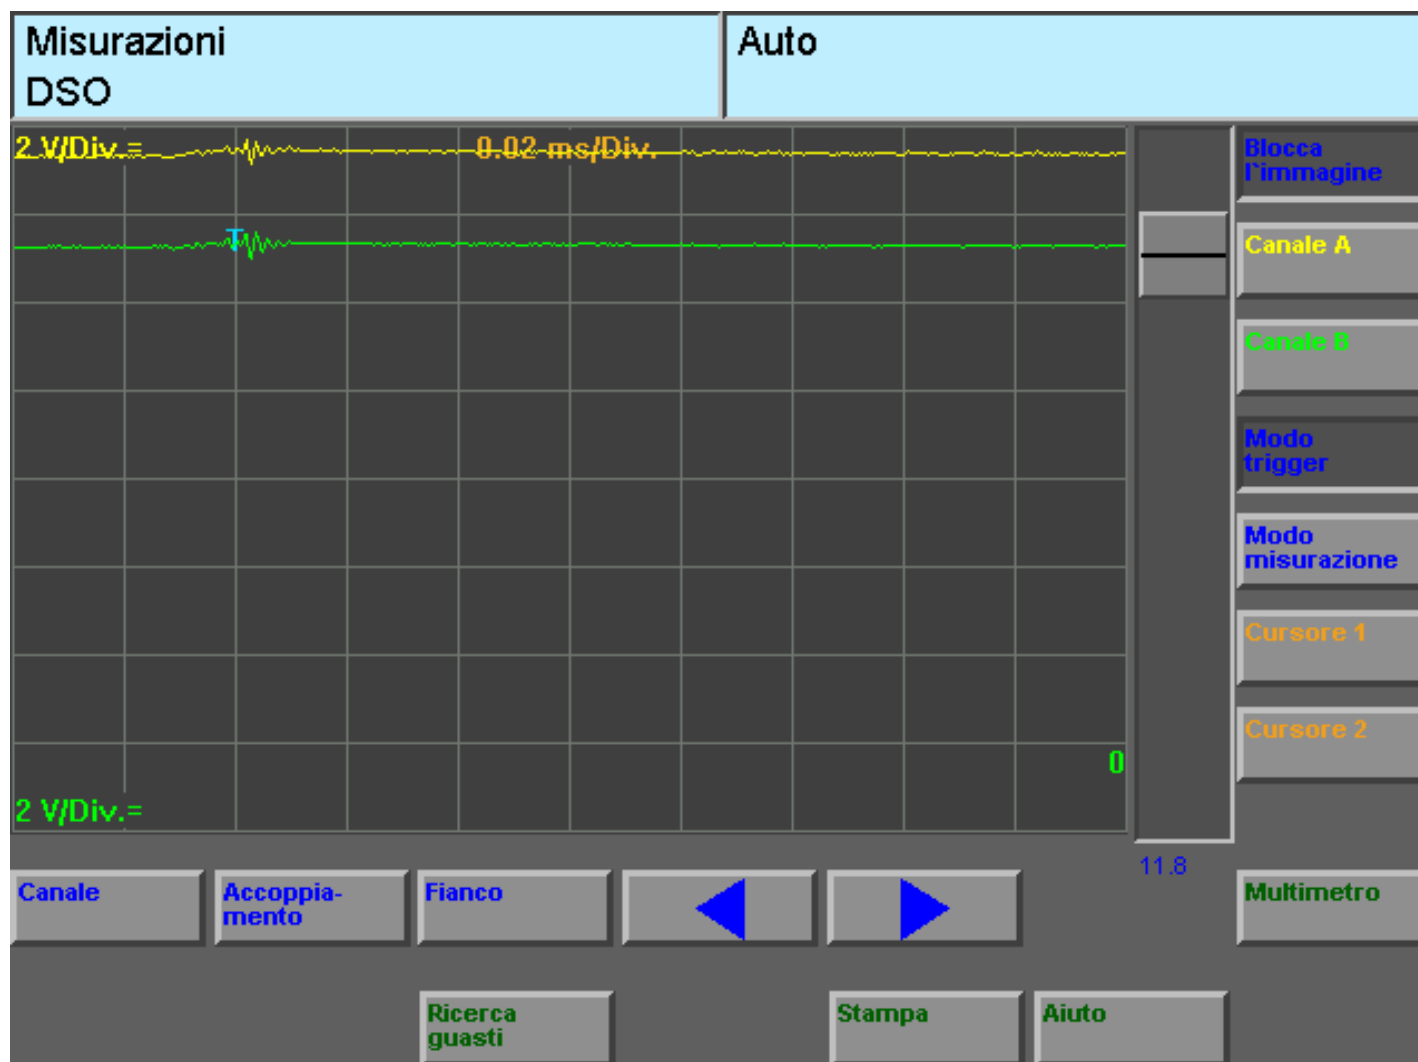 Misurazioni
DSO
Auto
2 V/Div.=
0.02 ms/Div.
T
0
2 V/Div.=
11.8
Blocca
l`immagine
Canale A
Canale B
Modo
trigger
Modo
misurazione
Cursore 1
Cursore 2
Canale
Accoppia-
mento
Fianco
Multimetro
Ricerca
guasti
Stampa
Aiuto